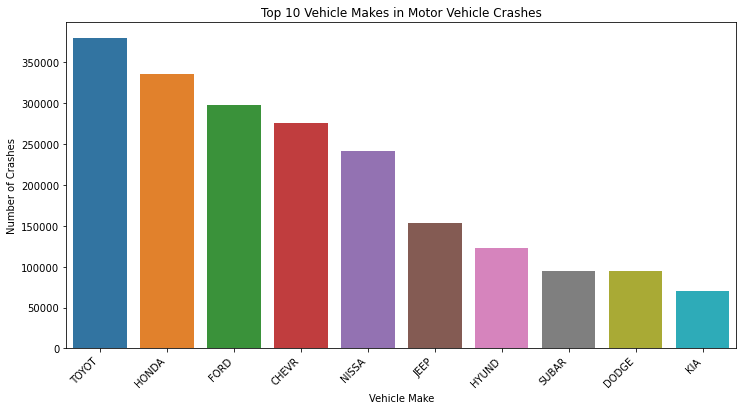 Top 10 Vehicle Makes in Motor Vehicle Crashes
Number of Crashes
350000
300000
250000
200000
150000
100000
50000
0
TOYOT
HONDA
FORD
CHEVR
NISSA
JEEP
HYUND
SUBAR
DODGE
KIA
Vehicle Make